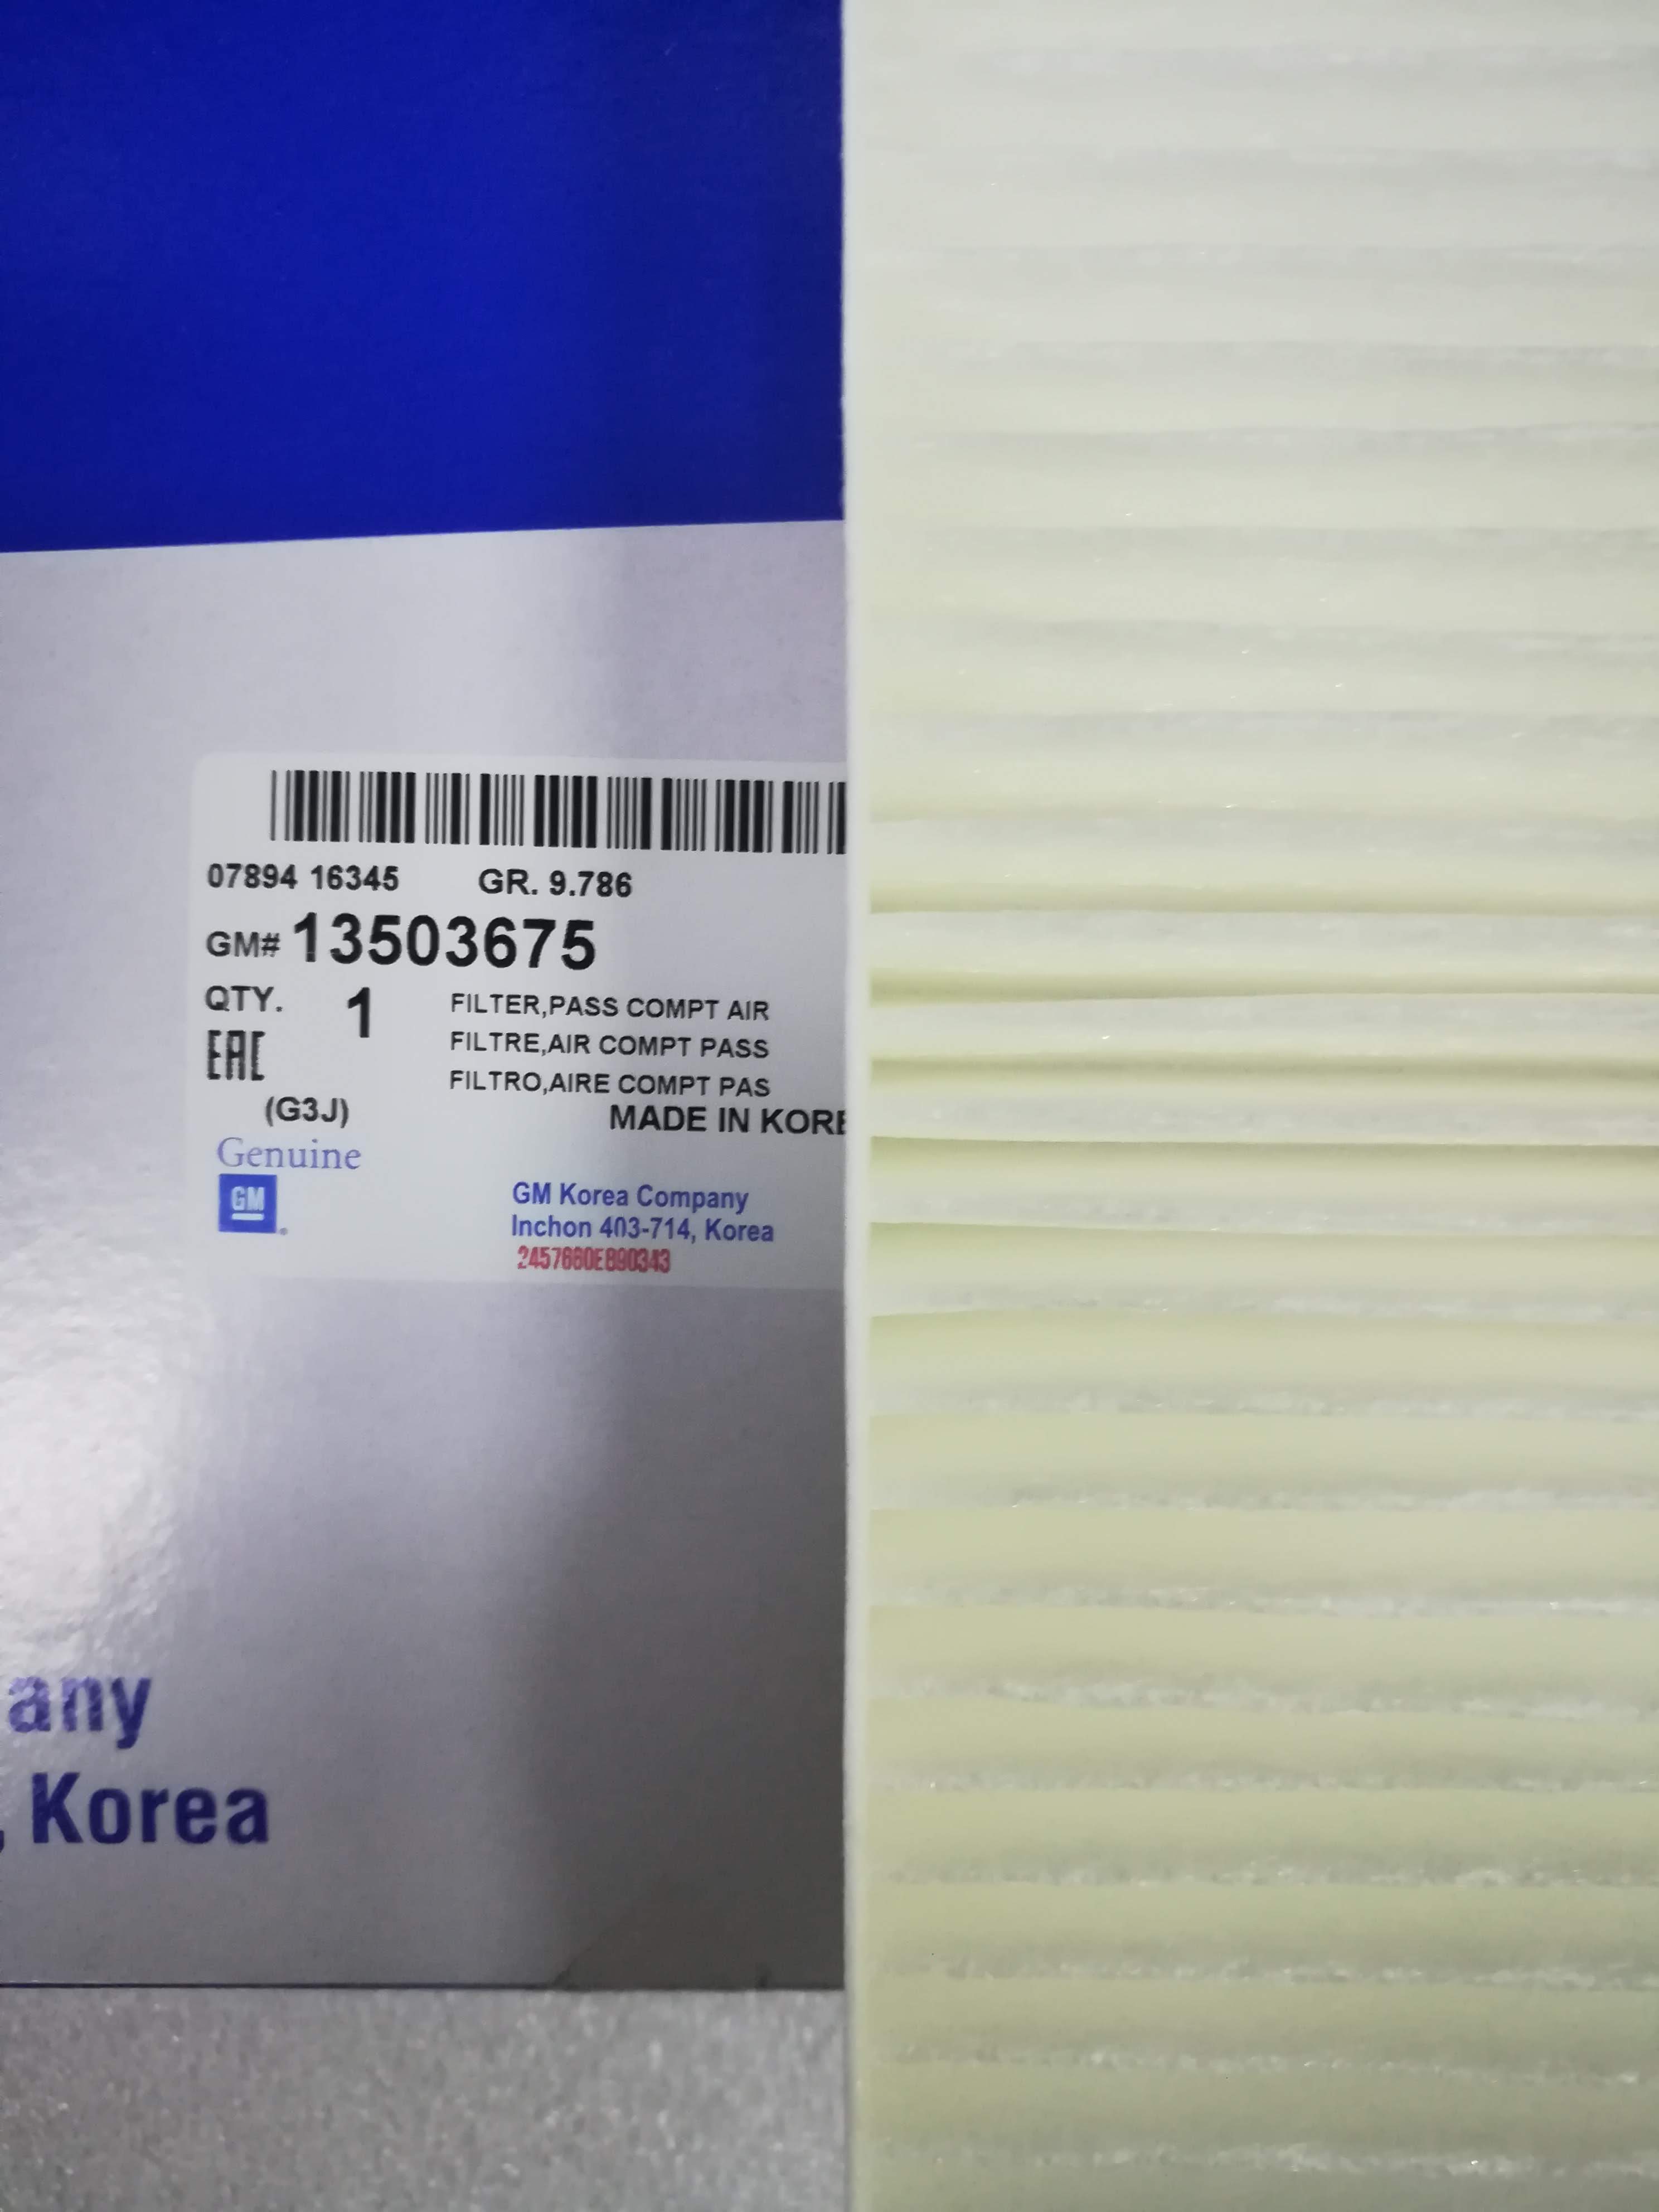 07894 16345 GR. 9.786
GM# 13503675
QTY. 1 FILTER,PASS COMPT AIR
FILTRE,AIR COMPT PASS
EAC
FILTRO,AIRE COMPT PAS
(G3J) MADE IN KORE
Genuine
GM
GM Korea Company
Inchon 403-714, Korea
2457680E890343
any
, Korea